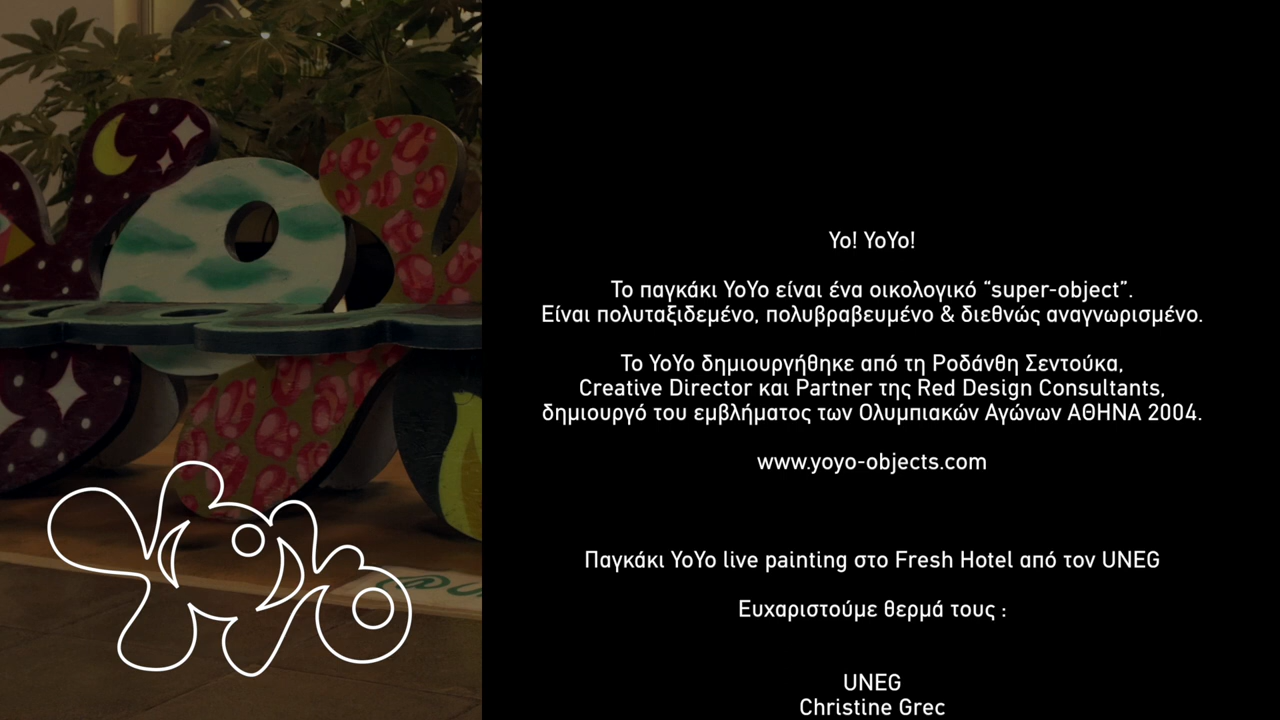 Yo! YoYo!
Το παγκάκι YoYo είναι ένα οικολογικό “super-object”.
Είναι πολυταξιδεμένο, πολυβραβευμένο & διεθνώς αναγνωρισμένο.
Το YoYo δημιουργήθηκε από τη Ροδάνθη Σεντούκα,
Creative Director και Partner της Red Design Consultants,
δημιουργό του εμβλήματος των Ολυμπιακών Αγώνων ΑΘΗΝΑ 2004.
www.yoyo-objects.com
Παγκάκι YoYo live painting στο Fresh Hotel από τον UNEG
Ευχαριστούμε θερμά τους :
UNEG
Christine Grec